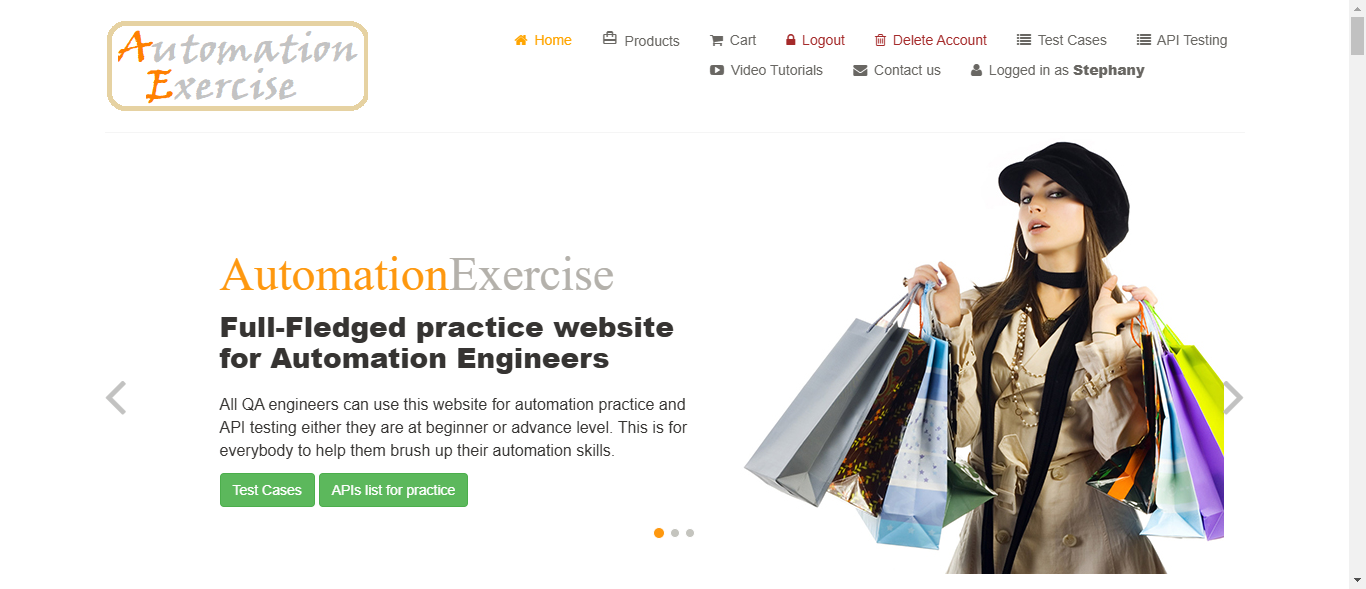 Automation
Exercise
Home
Products
Cart
Logout
Delete Account
Test Cases
API Testing
Video Tutorials
Contact us
Logged in as Stephany
AutomationExercise
Full-Fledged practice website
for Automation Engineers
All QA engineers can use this website for automation practice and
API testing either they are at beginner or advance level. This is for
everybody to help them brush up their automation skills.
Test Cases
APIs list for practice